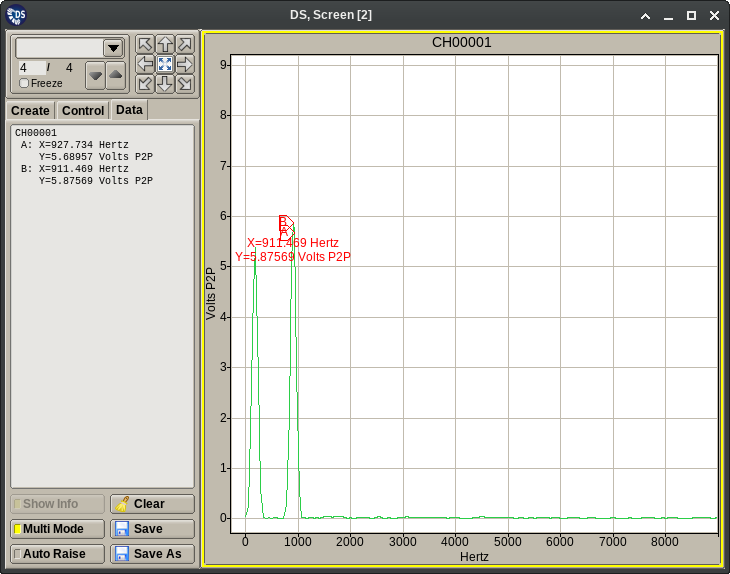 DS, Screen [2]
DS
4 / 4
Freeze
Create Control Data
CH00001
A: X=927.734 Hertz
Y=5.68957 Volts P2P
B: X=911.469 Hertz
Y=5.87569 Volts P2P
Show Info Clear
Multi Mode Save
Auto Raise Save As
CH00001
9
8
7
6
5
4
3
2
1
0
Volts P2P
B
A
X=911.469 Hertz
Y=5.87569 Volts P2P
0 1000 2000 3000 4000 5000 6000 7000 8000
Hertz